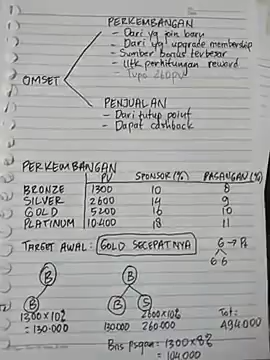 PERKEMBANGAN
- Dari yg join baru
- Dari yg upgrade membership
- Sumber bonus terbesar
- Utk perhitungan reward
- Tupo 260pv
OMSET
PENJUALAN
- Dari tutup point
- Dapat cashback
PERKEMBANGAN
PV SPONSOR (%) PASANGAN (%)
BRONZE 1300 10 8
SILVER 2600 14 9
GOLD 5200 16 10
PLATINUM 10.400 18 11
TARGET AWAL: GOLD SECEPATNYA G → Pt
G G
B B
B B S
1300 x 10% 2600 x 10% Tot:
= 130.000 130.000 260.000 494.000
Bns psgan = 1300 x 8%
= 104.000